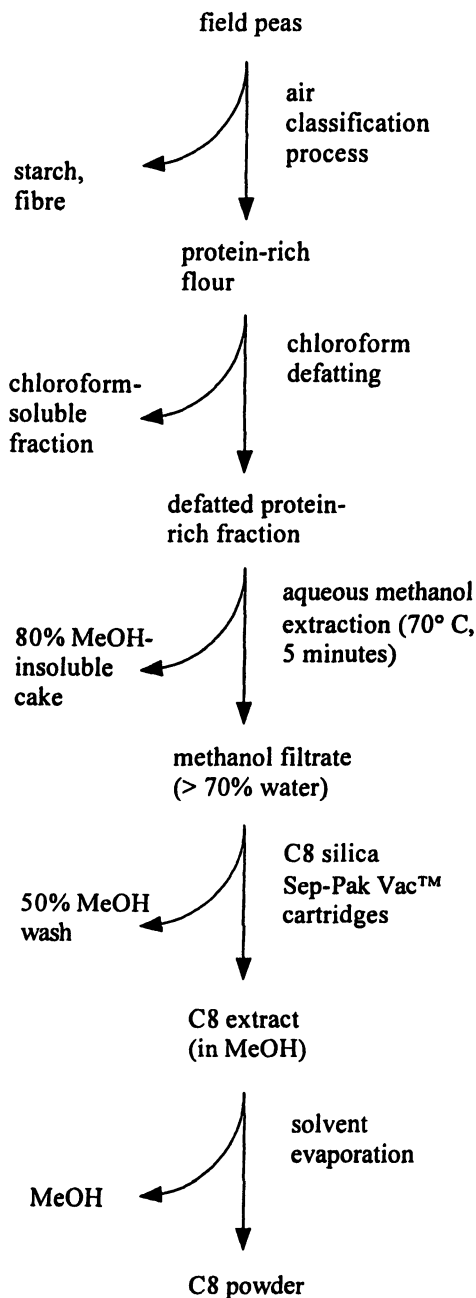 field peas
air
classification
process
starch,
fibre
protein-rich
flour
chloroform
defatting
chloroform-
soluble
fraction
defatted protein-
rich fraction
aqueous methanol
extraction (70° C,
5 minutes)
80% MeOH-
insoluble
cake
methanol filtrate
(> 70% water)
C8 silica
Sep-Pak Vac™
cartridges
50% MeOH
wash
C8 extract
(in MeOH)
solvent
evaporation
MeOH
C8 powder